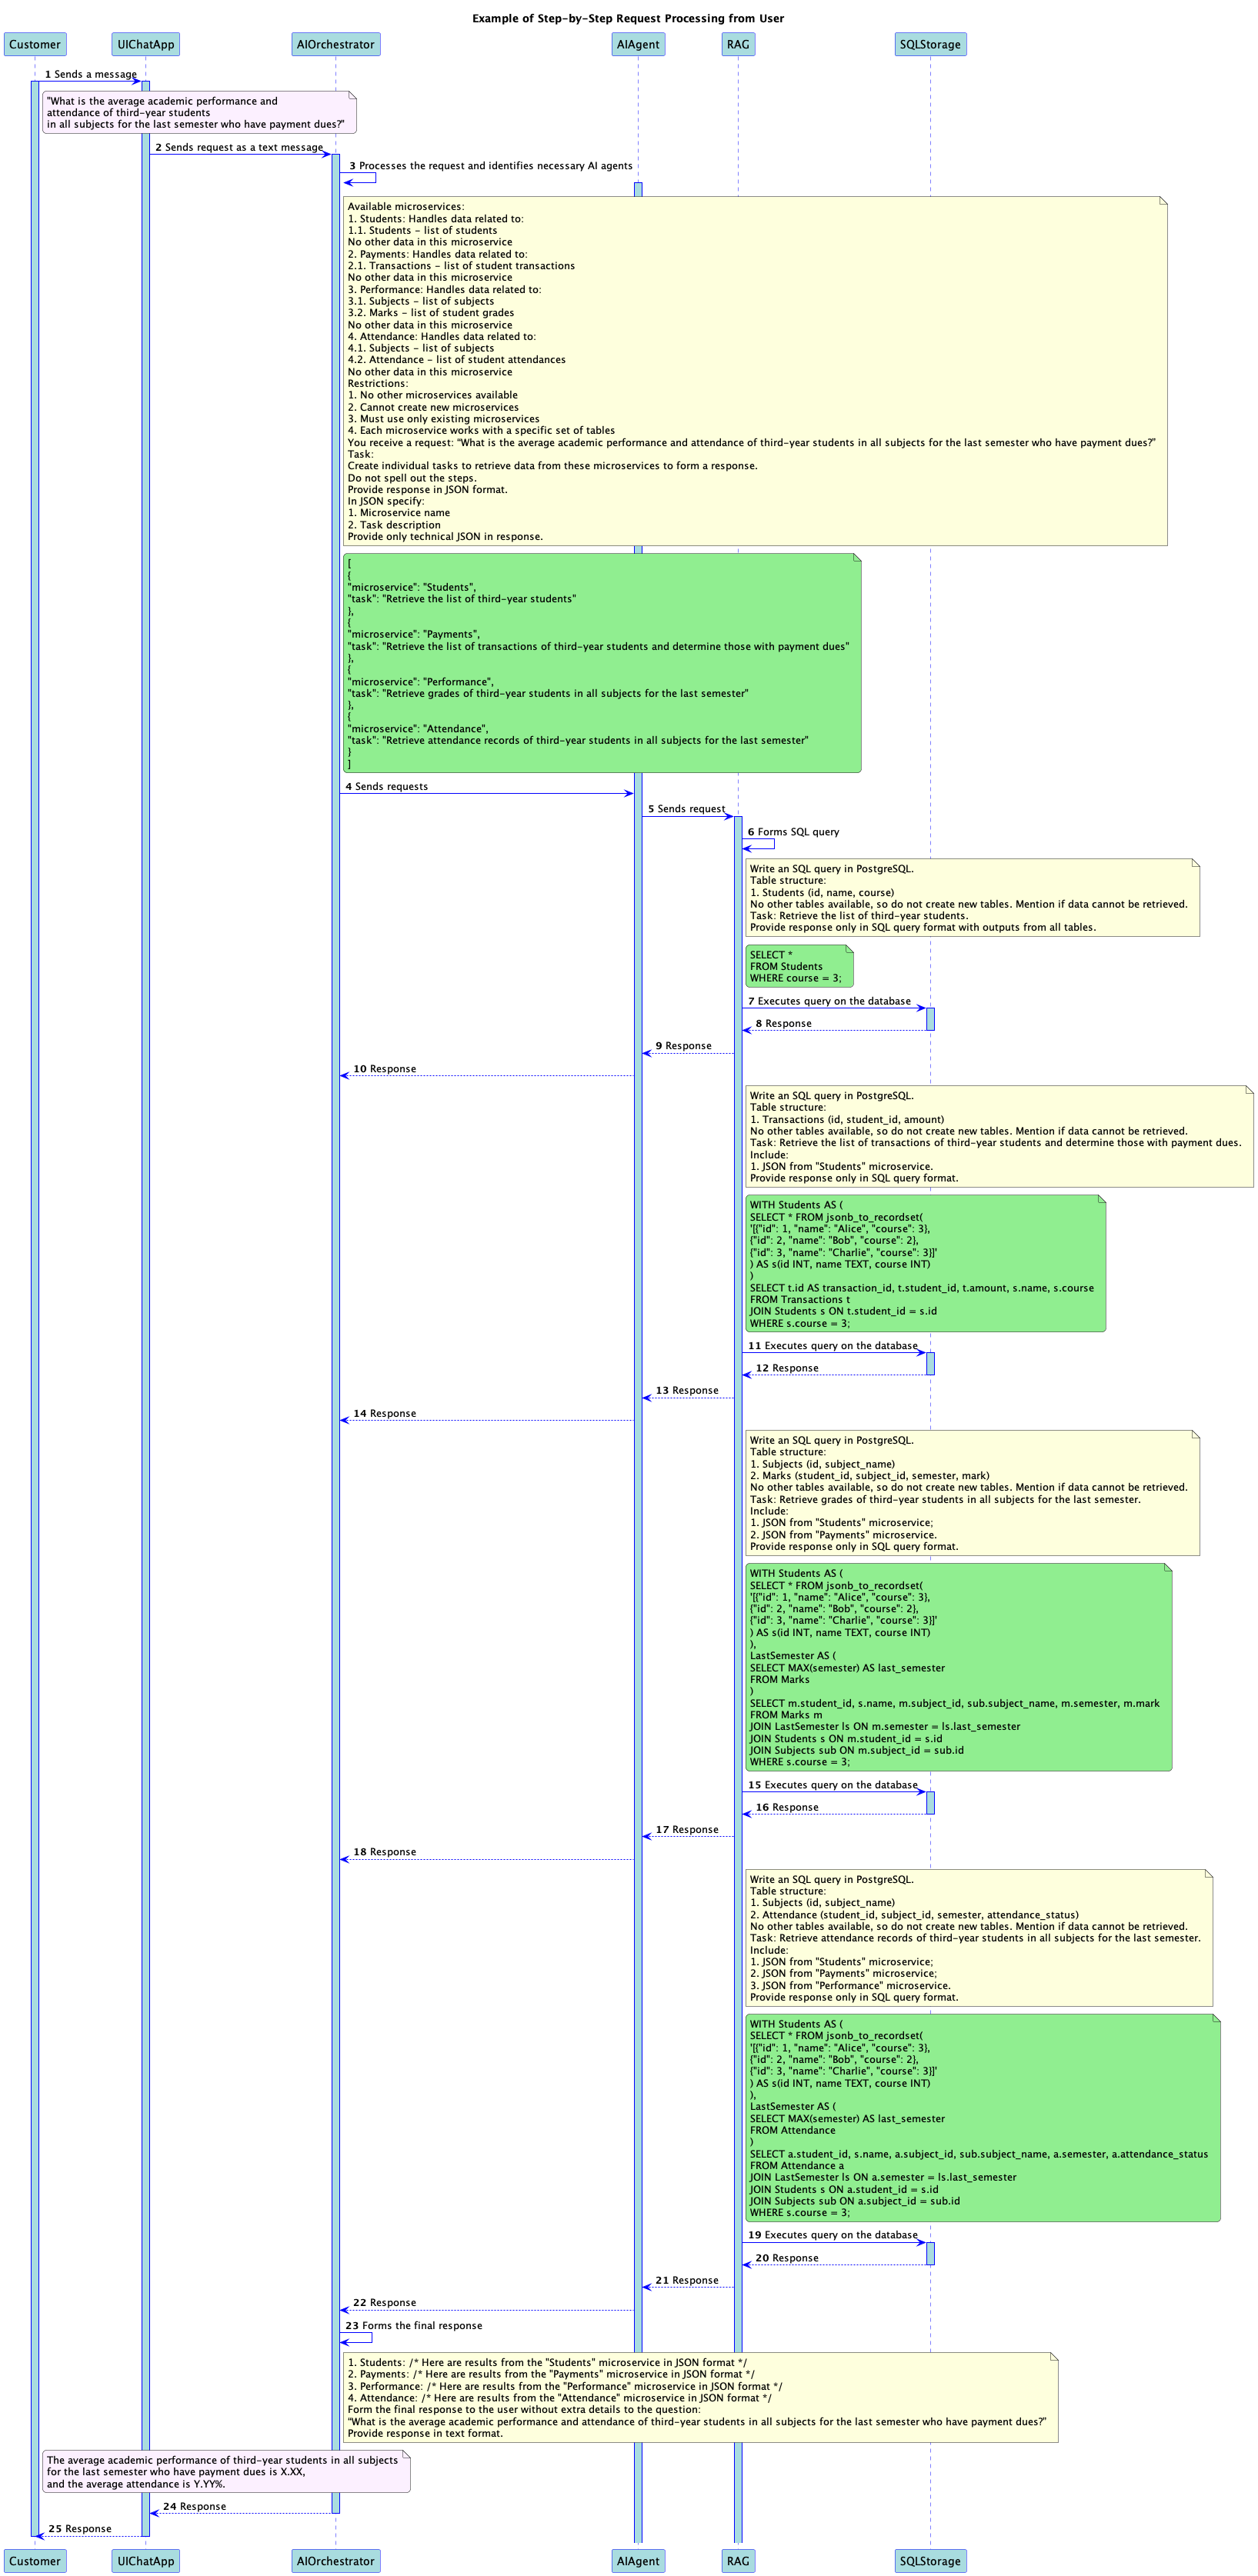 Example of Step-by-Step Request Processing from User
Customer
UIChatApp
AIOrchestrator
AIAgent
RAG
SQLStorage
1 Sends a message
"What is the average academic performance and
attendance of third-year students
in all subjects for the last semester who have payment dues?"
2 Sends request as a text message
3 Processes the request and identifies necessary AI agents
Available microservices:
1. Students: Handles data related to:
1.1. Students - list of students
No other data in this microservice
2. Payments: Handles data related to:
2.1. Transactions - list of student transactions
No other data in this microservice
3. Performance: Handles data related to:
3.1. Subjects - list of subjects
3.2. Marks - list of student grades
No other data in this microservice
4. Attendance: Handles data related to:
4.1. Subjects - list of subjects
4.2. Attendance - list of student attendances
No other data in this microservice
Restrictions:
1. No other microservices available
2. Cannot create new microservices
3. Must use only existing microservices
4. Each microservice works with a specific set of tables
You receive a request: "What is the average academic performance and attendance of third-year students in all subjects for the last semester who have payment dues?"
Task:
Create individual tasks to retrieve data from these microservices to form a response.
Do not spell out the steps.
Provide response in JSON format.
In JSON specify:
1. Microservice name
2. Task description
Provide only technical JSON in response.
[
{
"microservice": "Students",
"task": "Retrieve the list of third-year students"
},
{
"microservice": "Payments",
"task": "Retrieve the list of transactions of third-year students and determine those with payment dues"
},
{
"microservice": "Performance",
"task": "Retrieve grades of third-year students in all subjects for the last semester"
},
{
"microservice": "Attendance",
"task": "Retrieve attendance records of third-year students in all subjects for the last semester"
}
]
4 Sends requests
5 Sends request
6 Forms SQL query
Write an SQL query in PostgreSQL.
Table structure:
1. Students (id, name, course)
No other tables available, so do not create new tables. Mention if data cannot be retrieved.
Task: Retrieve the list of third-year students.
Provide response only in SQL query format with outputs from all tables.
SELECT *
FROM Students
WHERE course = 3;
7 Executes query on the database
8 Response
9 Response
10 Response
Write an SQL query in PostgreSQL.
Table structure:
1. Transactions (id, student_id, amount)
No other tables available, so do not create new tables. Mention if data cannot be retrieved.
Task: Retrieve the list of transactions of third-year students and determine those with payment dues.
Include:
1. JSON from "Students" microservice.
Provide response only in SQL query format.
WITH Students AS (
SELECT * FROM jsonb_to_recordset(
'[{"id": 1, "name": "Alice", "course": 3},
{"id": 2, "name": "Bob", "course": 2},
{"id": 3, "name": "Charlie", "course": 3}]'
) AS s(id INT, name TEXT, course INT)
)
SELECT t.id AS transaction_id, t.student_id, t.amount, s.name, s.course
FROM Transactions t
JOIN Students s ON t.student_id = s.id
WHERE s.course = 3;
11 Executes query on the database
12 Response
13 Response
14 Response
Write an SQL query in PostgreSQL.
Table structure:
1. Subjects (id, subject_name)
2. Marks (student_id, subject_id, semester, mark)
No other tables available, so do not create new tables. Mention if data cannot be retrieved.
Task: Retrieve grades of third-year students in all subjects for the last semester.
Include:
1. JSON from "Students" microservice;
2. JSON from "Payments" microservice.
Provide response only in SQL query format.
WITH Students AS (
SELECT * FROM jsonb_to_recordset(
'[{"id": 1, "name": "Alice", "course": 3},
{"id": 2, "name": "Bob", "course": 2},
{"id": 3, "name": "Charlie", "course": 3}]'
) AS s(id INT, name TEXT, course INT)
),
LastSemester AS (
SELECT MAX(semester) AS last_semester
FROM Marks
)
SELECT m.student_id, s.name, m.subject_id, sub.subject_name, m.semester, m.mark
FROM Marks m
JOIN LastSemester ls ON m.semester = ls.last_semester
JOIN Students s ON m.student_id = s.id
JOIN Subjects sub ON m.subject_id = sub.id
WHERE s.course = 3;
15 Executes query on the database
16 Response
17 Response
18 Response
Write an SQL query in PostgreSQL.
Table structure:
1. Subjects (id, subject_name)
2. Attendance (student_id, subject_id, semester, attendance_status)
No other tables available, so do not create new tables. Mention if data cannot be retrieved.
Task: Retrieve attendance records of third-year students in all subjects for the last semester.
Include:
1. JSON from "Students" microservice;
2. JSON from "Payments" microservice;
3. JSON from "Performance" microservice.
Provide response only in SQL query format.
WITH Students AS (
SELECT * FROM jsonb_to_recordset(
'[{"id": 1, "name": "Alice", "course": 3},
{"id": 2, "name": "Bob", "course": 2},
{"id": 3, "name": "Charlie", "course": 3}]'
) AS s(id INT, name TEXT, course INT)
),
LastSemester AS (
SELECT MAX(semester) AS last_semester
FROM Attendance
)
SELECT a.student_id, s.name, a.subject_id, sub.subject_name, a.semester, a.attendance_status
FROM Attendance a
JOIN LastSemester ls ON a.semester = ls.last_semester
JOIN Students s ON a.student_id = s.id
JOIN Subjects sub ON a.subject_id = sub.id
WHERE s.course = 3;
19 Executes query on the database
20 Response
21 Response
22 Response
23 Forms the final response
1. Students: /* Here are results from the "Students" microservice in JSON format */
2. Payments: /* Here are results from the "Payments" microservice in JSON format */
3. Performance: /* Here are results from the "Performance" microservice in JSON format */
4. Attendance: /* Here are results from the "Attendance" microservice in JSON format */
Form the final response to the user without extra details to the question:
"What is the average academic performance and attendance of third-year students in all subjects for the last semester who have payment dues?"
Provide response in text format.
The average academic performance of third-year students in all subjects
for the last semester who have payment dues is X.XX,
and the average attendance is Y.YY%.
24 Response
25 Response
Customer
UIChatApp
AIOrchestrator
AIAgent
RAG
SQLStorage